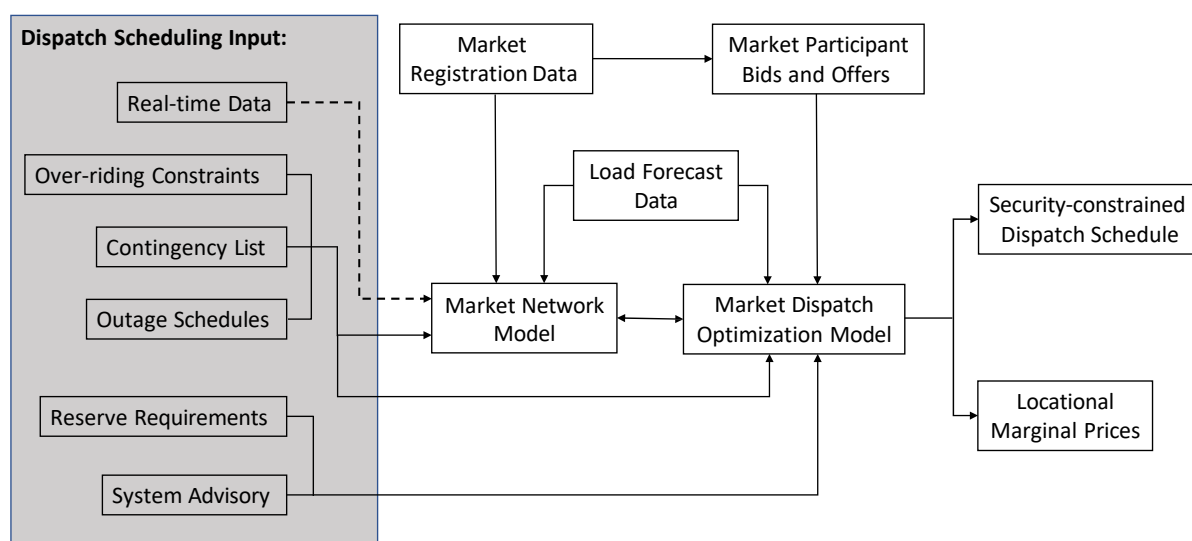 Dispatch Scheduling Input:
Real-time Data
Over-riding Constraints
Contingency List
Outage Schedules
Reserve Requirements
System Advisory
Market
Registration Data
Market Participant
Bids and Offers
Load Forecast
Data
Market Network
Model
Market Dispatch
Optimization Model
Security-constrained
Dispatch Schedule
Locational
Marginal Prices